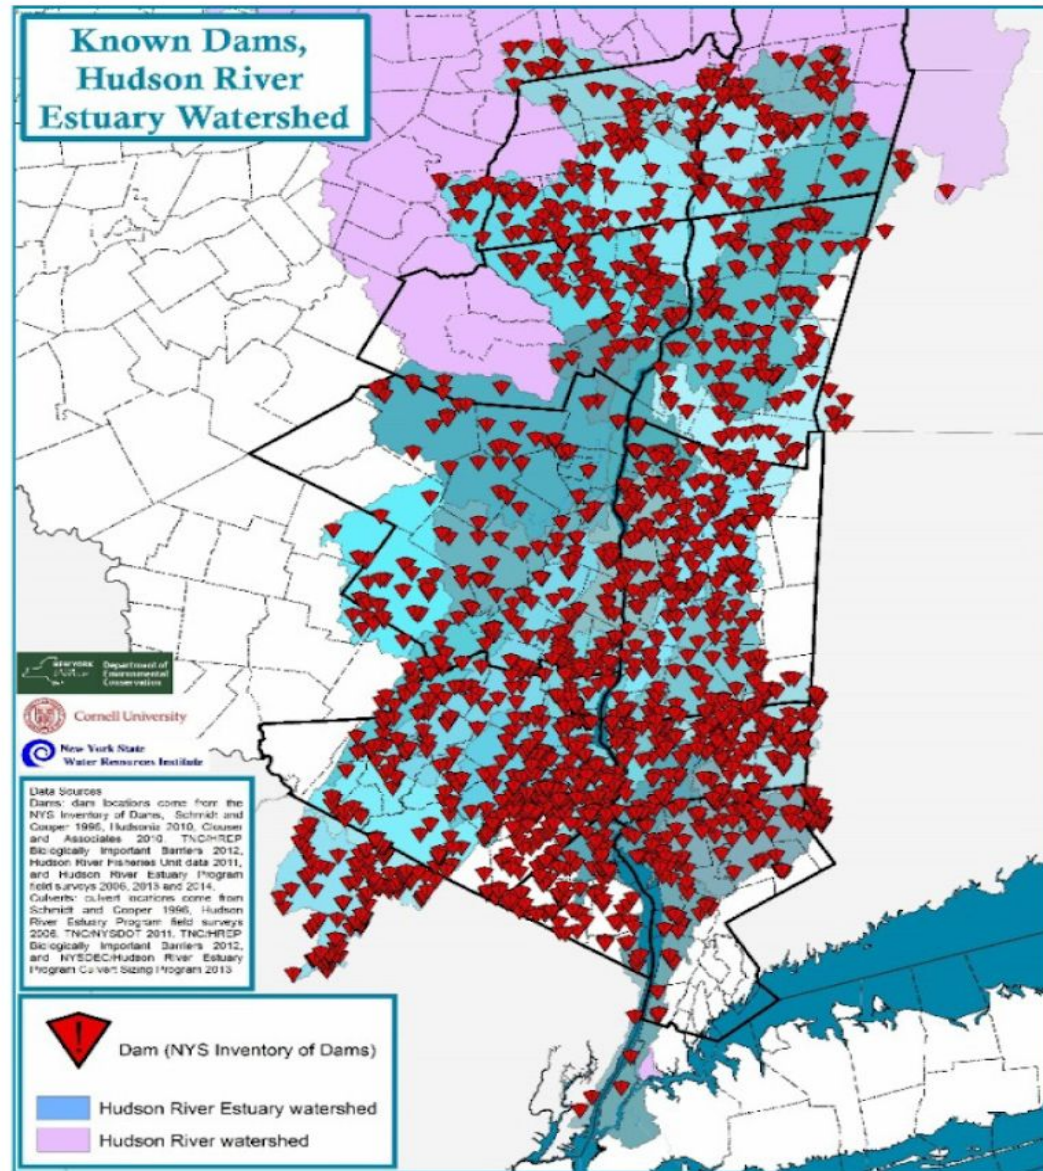 Known Dams,
Hudson River
Estuary Watershed
NEW YORK
Department of
Environmental
Conservation
Cornell University
New York State
Water Resources Institute
Data Sources
Dams: dam locations come from the
NYS Inventory of Dams, Schmidt and
Cooper 1996, Hudsonia 2010, Clouser
and Associates 2010, TNC/HREP
Biologically Important Barriers 2012,
Hudson River Fisheries Unit data 2011,
and Hudson River Estuary Program
field surveys 2006, 2013 and 2014.
Culverts: culvert locations come from
Schmidt and Cooper 1996, Hudson
River Estuary Program field surveys
2006, TNC/NYSDOT 2011, TNC/HREP
Biologically Important Barriers 2012,
and NYSDEC/Hudson River Estuary
Program Culvert Sizing Program 2013
Dam (NYS Inventory of Dams)
Hudson River Estuary watershed
Hudson River watershed